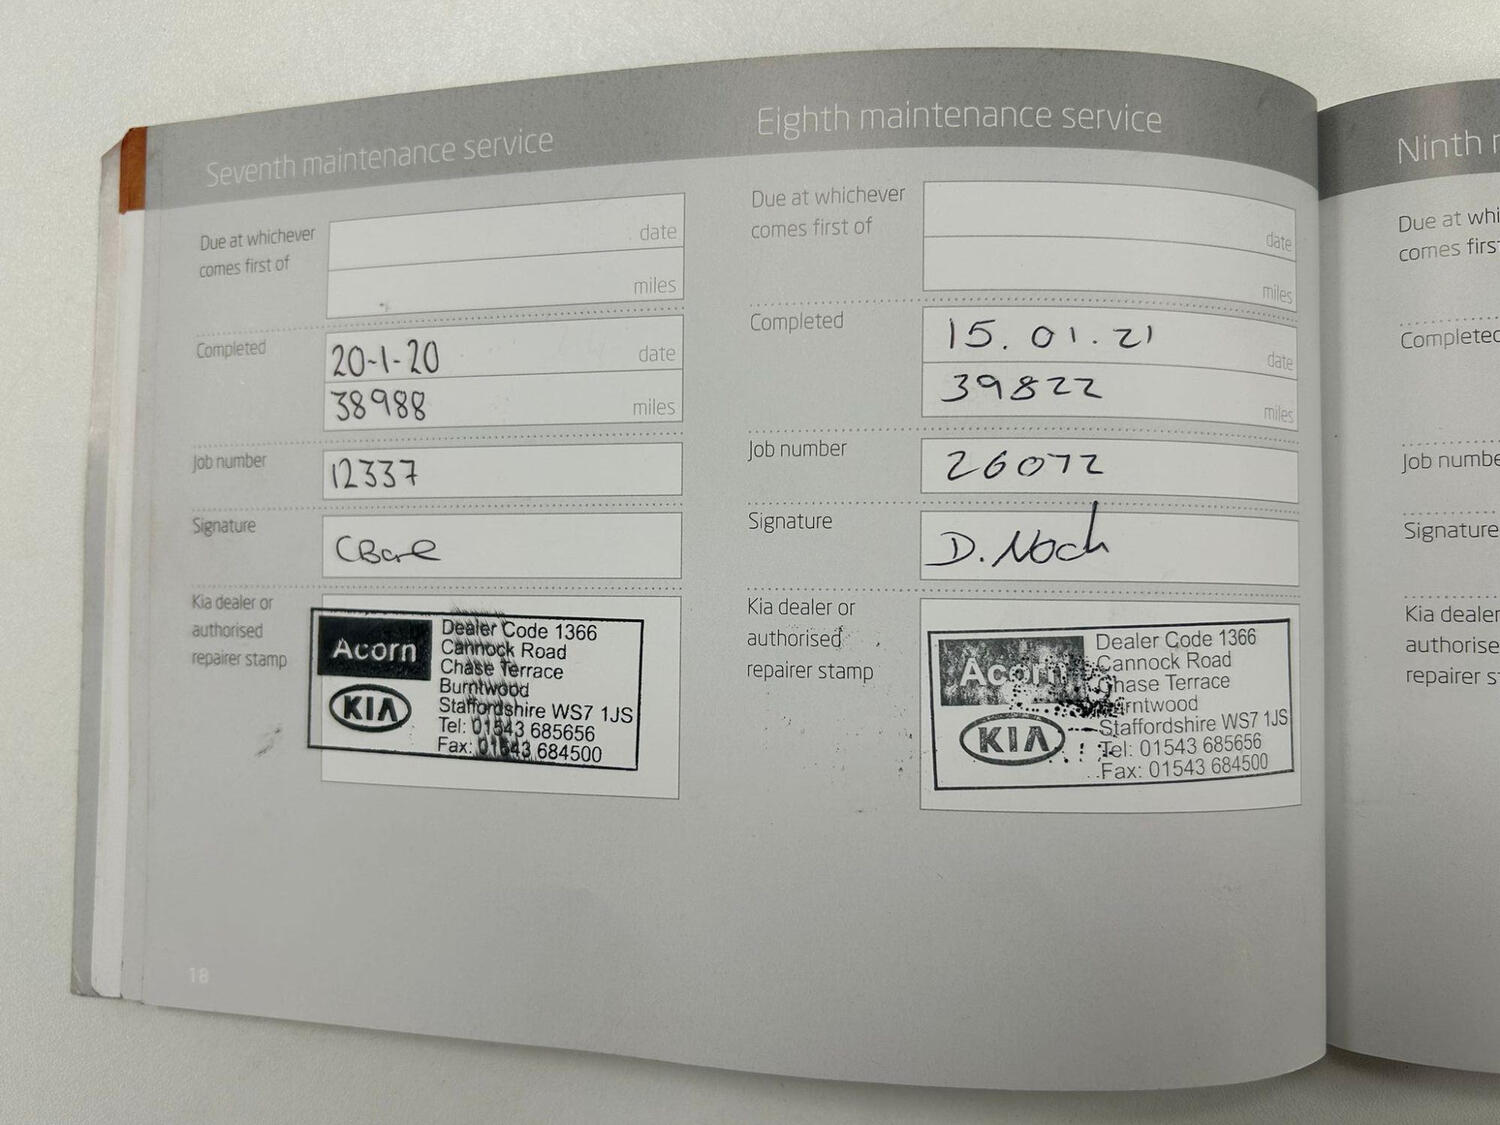 Seventh maintenance service
Due at whichever
comes first of
date
miles
Completed
20-1-20 date
38988 miles
Job number
12337
Signature
Kia dealer or
authorised
repairer stamp
Acorn
KIA
Dealer Code 1366
Cannock Road
Chase Terrace
Burntwood
Staffordshire WS7 1JS
Tel: 01543 685656
Fax: 01543 684500
18
Eighth maintenance service
Due at whichever
comes first of
date
miles
Completed
15.01.21 date
39822 miles
Job number
26072
Signature
D.
Kia dealer or
authorised
repairer stamp
Acorn
KIA
Dealer Code 1366
Cannock Road
Chase Terrace
Burntwood
Staffordshire WS7 1JS
Tel: 01543 685656
Fax: 01543 684500
Ninth
Due at
comes
Completed
Job
Signature
Kia dealer
repairer